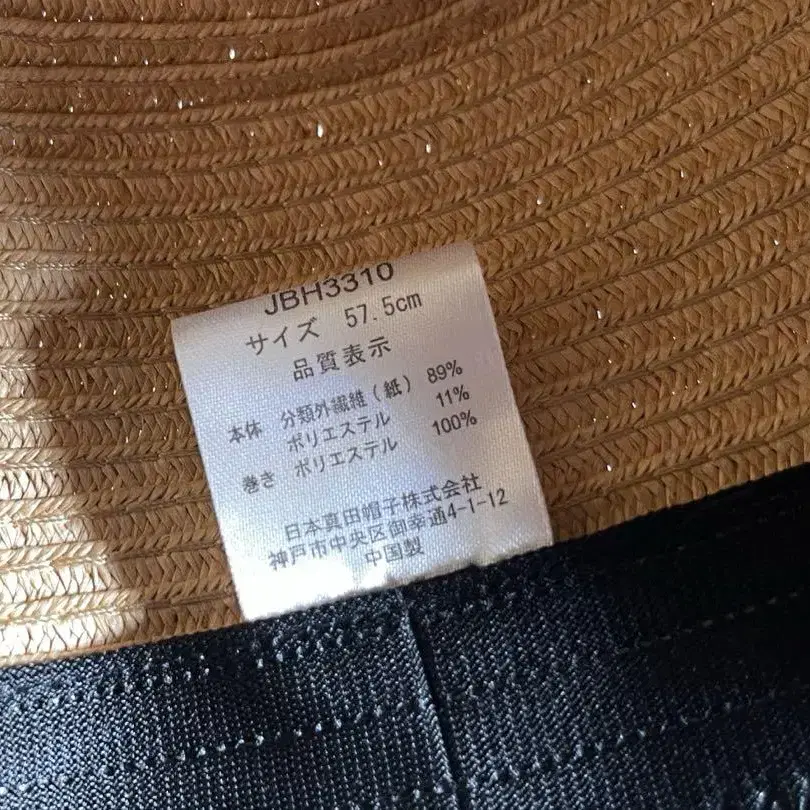 JBH3310
サイズ 57.5cm
品質表示
本体 分類外繊維(紙) 89%
ポリエステル 11%
巻き ポリエステル 100%
日本真田帽子株式会社
神戸市中央区御幸通4-1-12
中国製